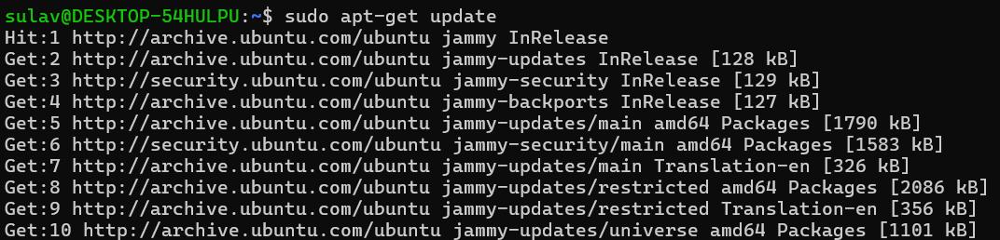 sulav@DESKTOP-54HULPU:~$ sudo apt-get update
Hit:1 http://archive.ubuntu.com/ubuntu jammy InRelease
Get:2 http://archive.ubuntu.com/ubuntu jammy-updates InRelease [128 kB]
Get:3 http://security.ubuntu.com/ubuntu jammy-security InRelease [129 kB]
Get:4 http://archive.ubuntu.com/ubuntu jammy-backports InRelease [127 kB]
Get:5 http://archive.ubuntu.com/ubuntu jammy-updates/main amd64 Packages [1790 kB]
Get:6 http://security.ubuntu.com/ubuntu jammy-security/main amd64 Packages [1583 kB]
Get:7 http://archive.ubuntu.com/ubuntu jammy-updates/main Translation-en [326 kB]
Get:8 http://archive.ubuntu.com/ubuntu jammy-updates/restricted amd64 Packages [2086 kB]
Get:9 http://archive.ubuntu.com/ubuntu jammy-updates/restricted Translation-en [356 kB]
Get:10 http://archive.ubuntu.com/ubuntu jammy-updates/universe amd64 Packages [1101 kB]